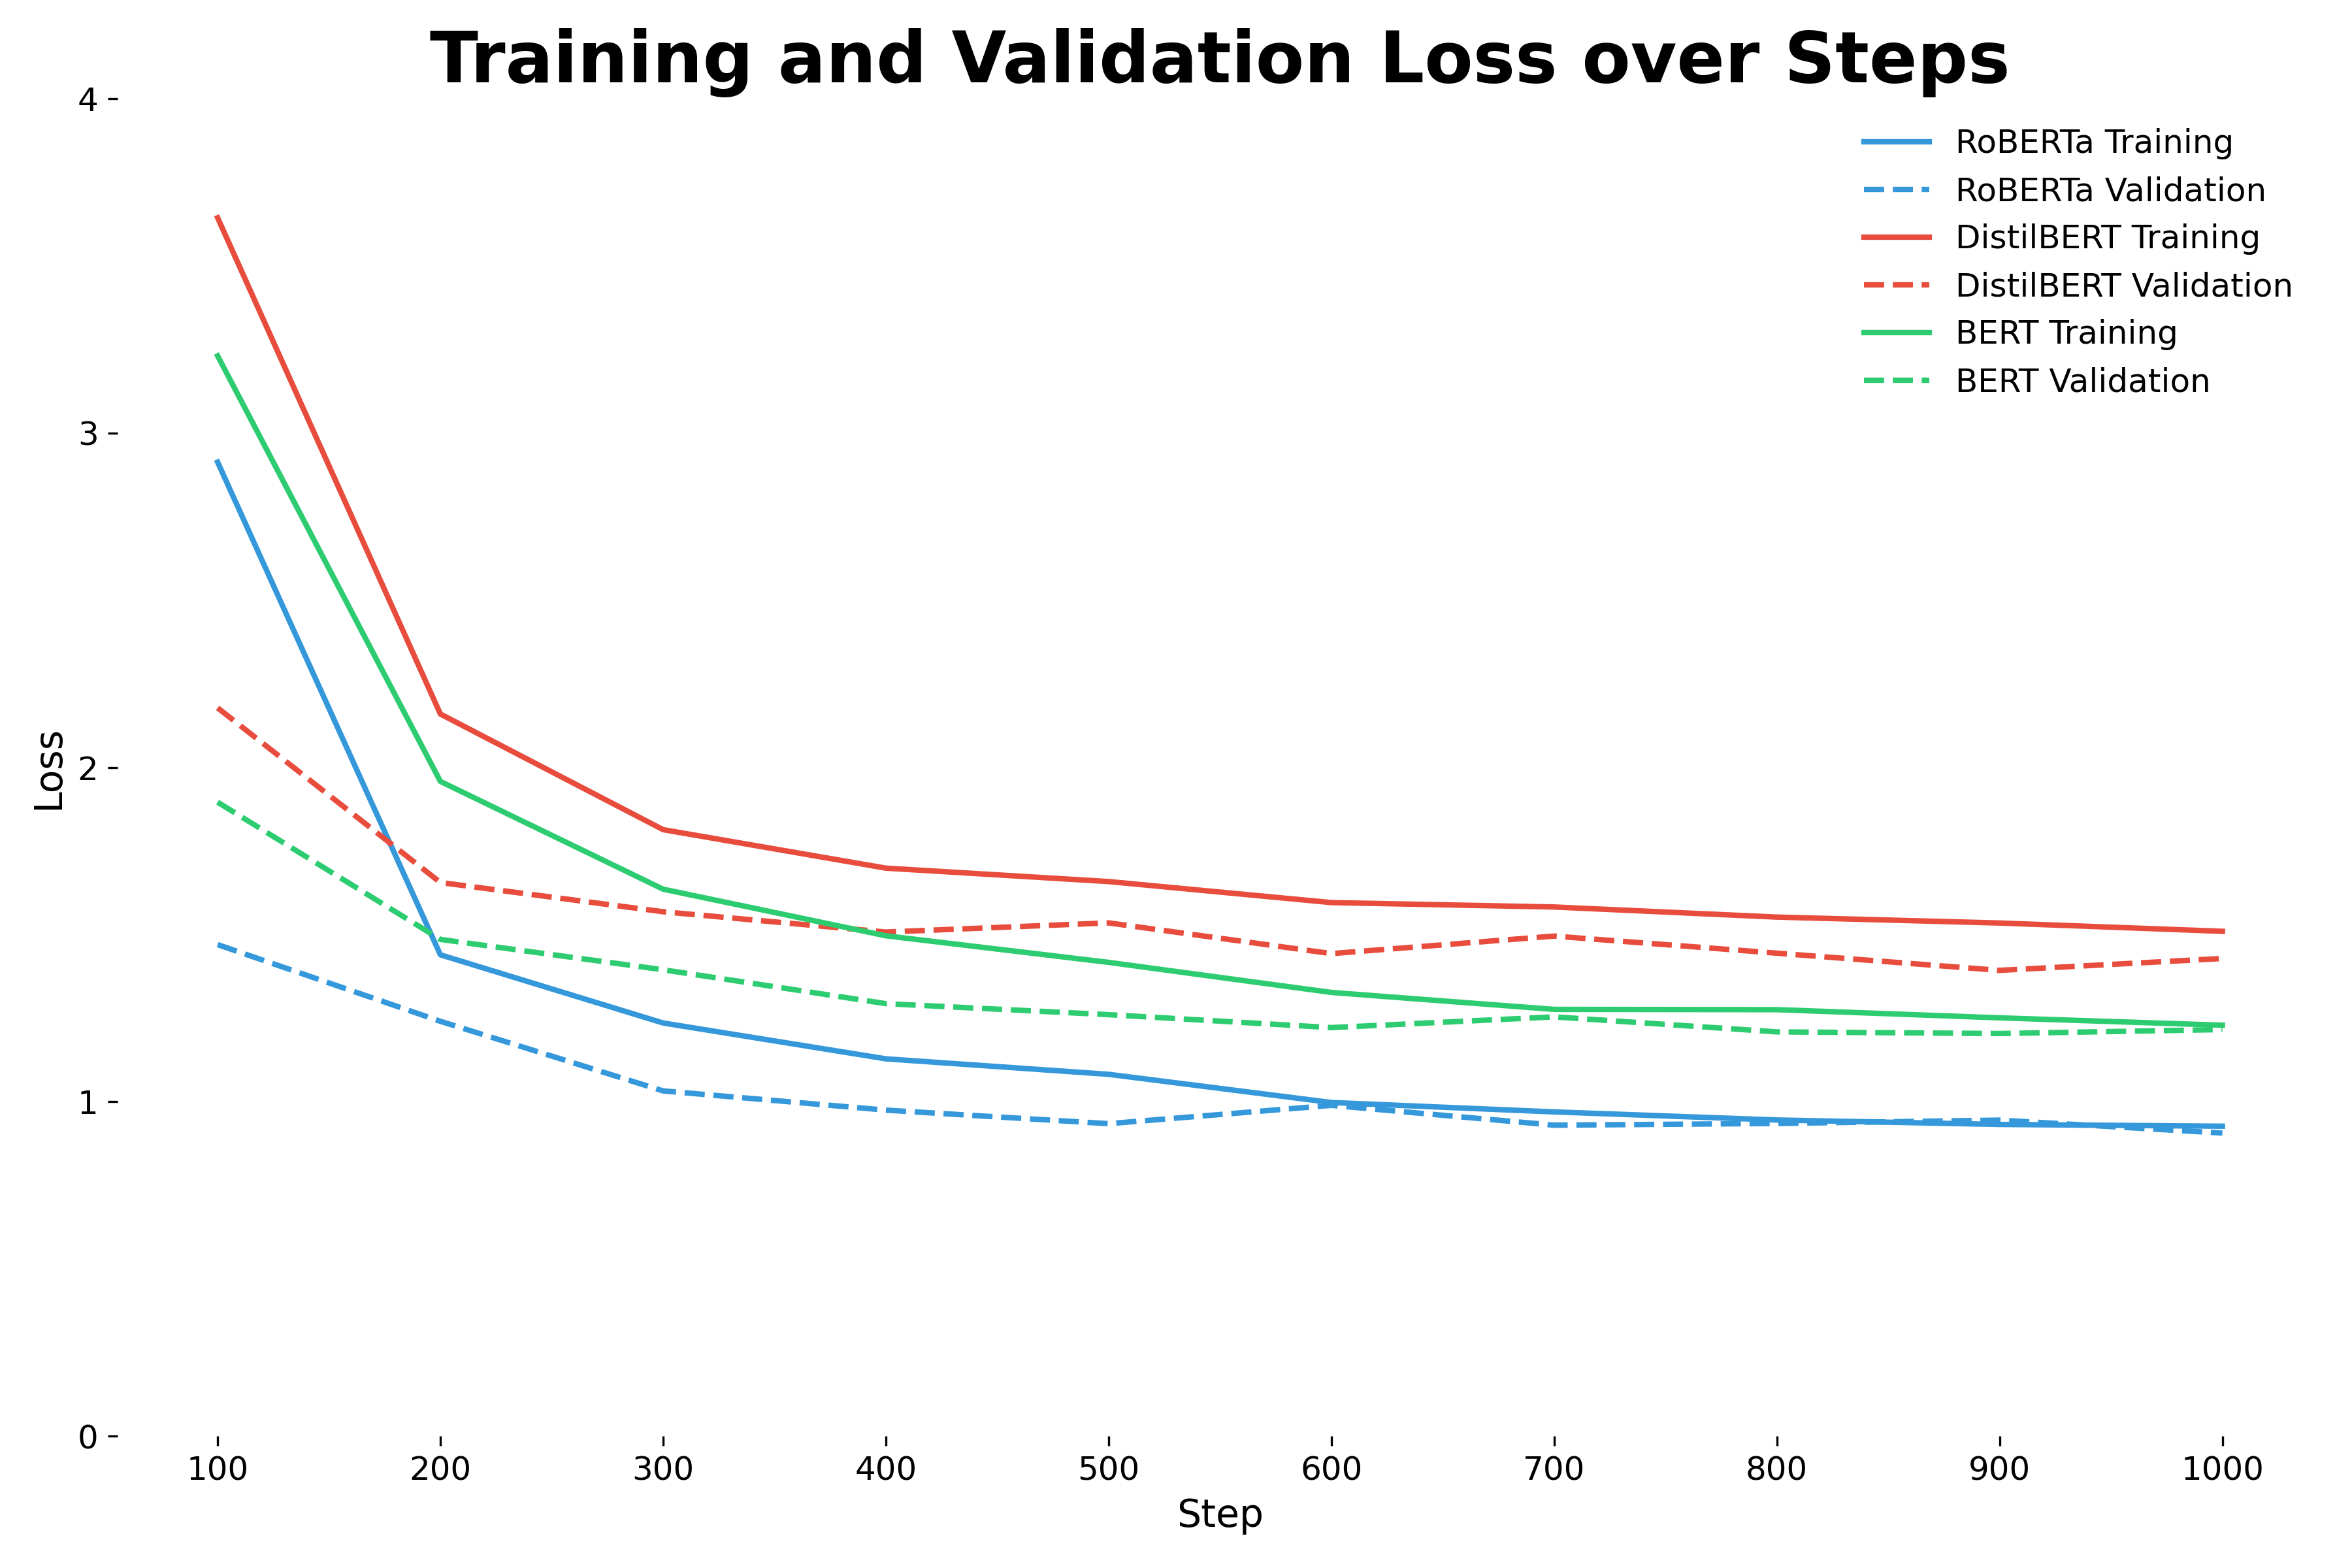 Training and Validation Loss over Steps
4
3
2
1
0
Loss
RoBERTa Training
RoBERTa Validation
DistilBERT Training
DistilBERT Validation
BERT Training
BERT Validation
100 200 300 400 500 600 700 800 900 1000
Step